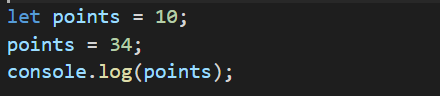 let points = 10;
points = 34;
console.log(points);